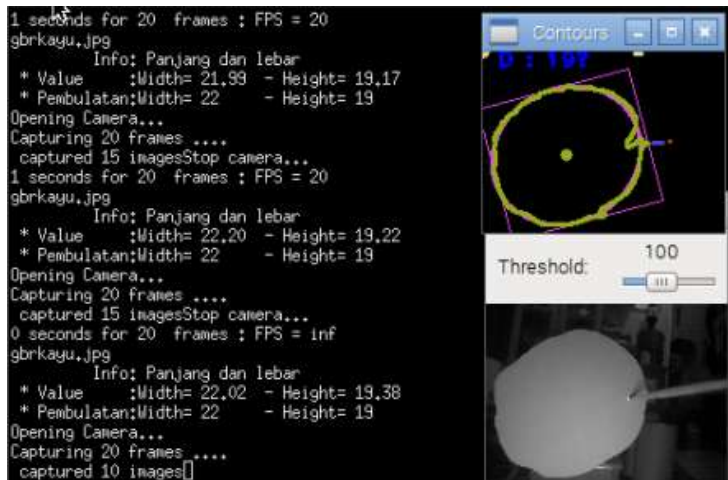 1 seconds for 20  frames : FPS = 20
gbrkayu.jpg
        Info: Panjang dan lebar
 * Value     :Width= 21.99  - Height= 19.17
 * Pembulatan:Width= 22     - Height= 19
Opening Camera...
Capturing 20 frames ....
 captured 15 imagesStop camera...
1 seconds for 20  frames : FPS = 20
gbrkayu.jpg
        Info: Panjang dan lebar
 * Value     :Width= 22.20  - Height= 19.22
 * Pembulatan:Width= 22     - Height= 19
Opening Camera...
Capturing 20 frames ....
 captured 15 imagesStop camera...
0 seconds for 20  frames : FPS = inf
gbrkayu.jpg
        Info: Panjang dan lebar
 * Value     :Width= 22.02  - Height= 19.38
 * Pembulatan:Width= 22     - Height= 19
Opening Camera...
Capturing 20 frames ....
 captured 10 images
Contours
D :
Threshold:
100